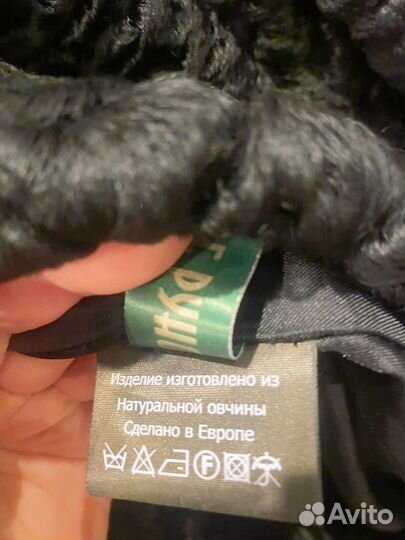 Изделие изготовлено из
Натуральной овчины
Сделано в Европе
F
Avito